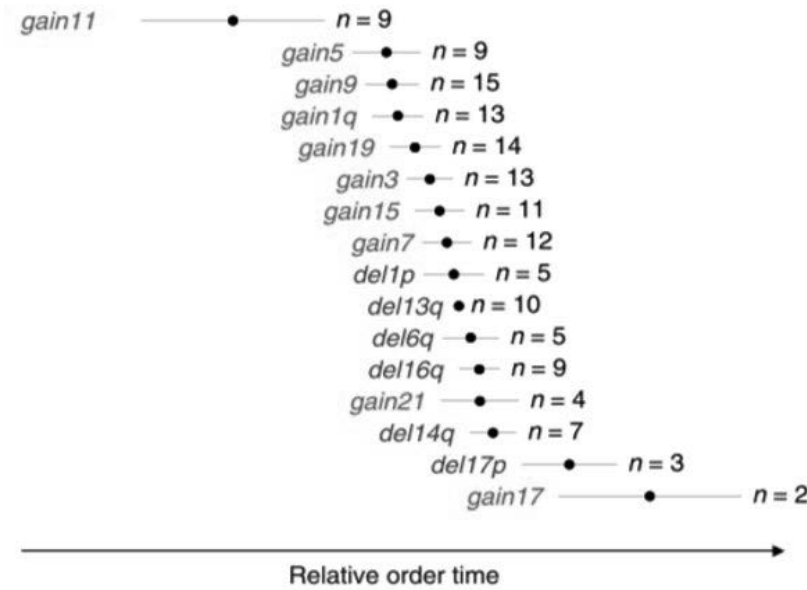 gain11 n = 9
gain5 n = 9
gain9 n = 15
gain1q n = 13
gain19 n = 14
gain3 n = 13
gain15 n = 11
gain7 n = 12
del1p n = 5
del13q n = 10
del6q n = 5
del16q n = 9
gain21 n = 4
del14q n = 7
del17p n = 3
gain17 n = 2
Relative order time